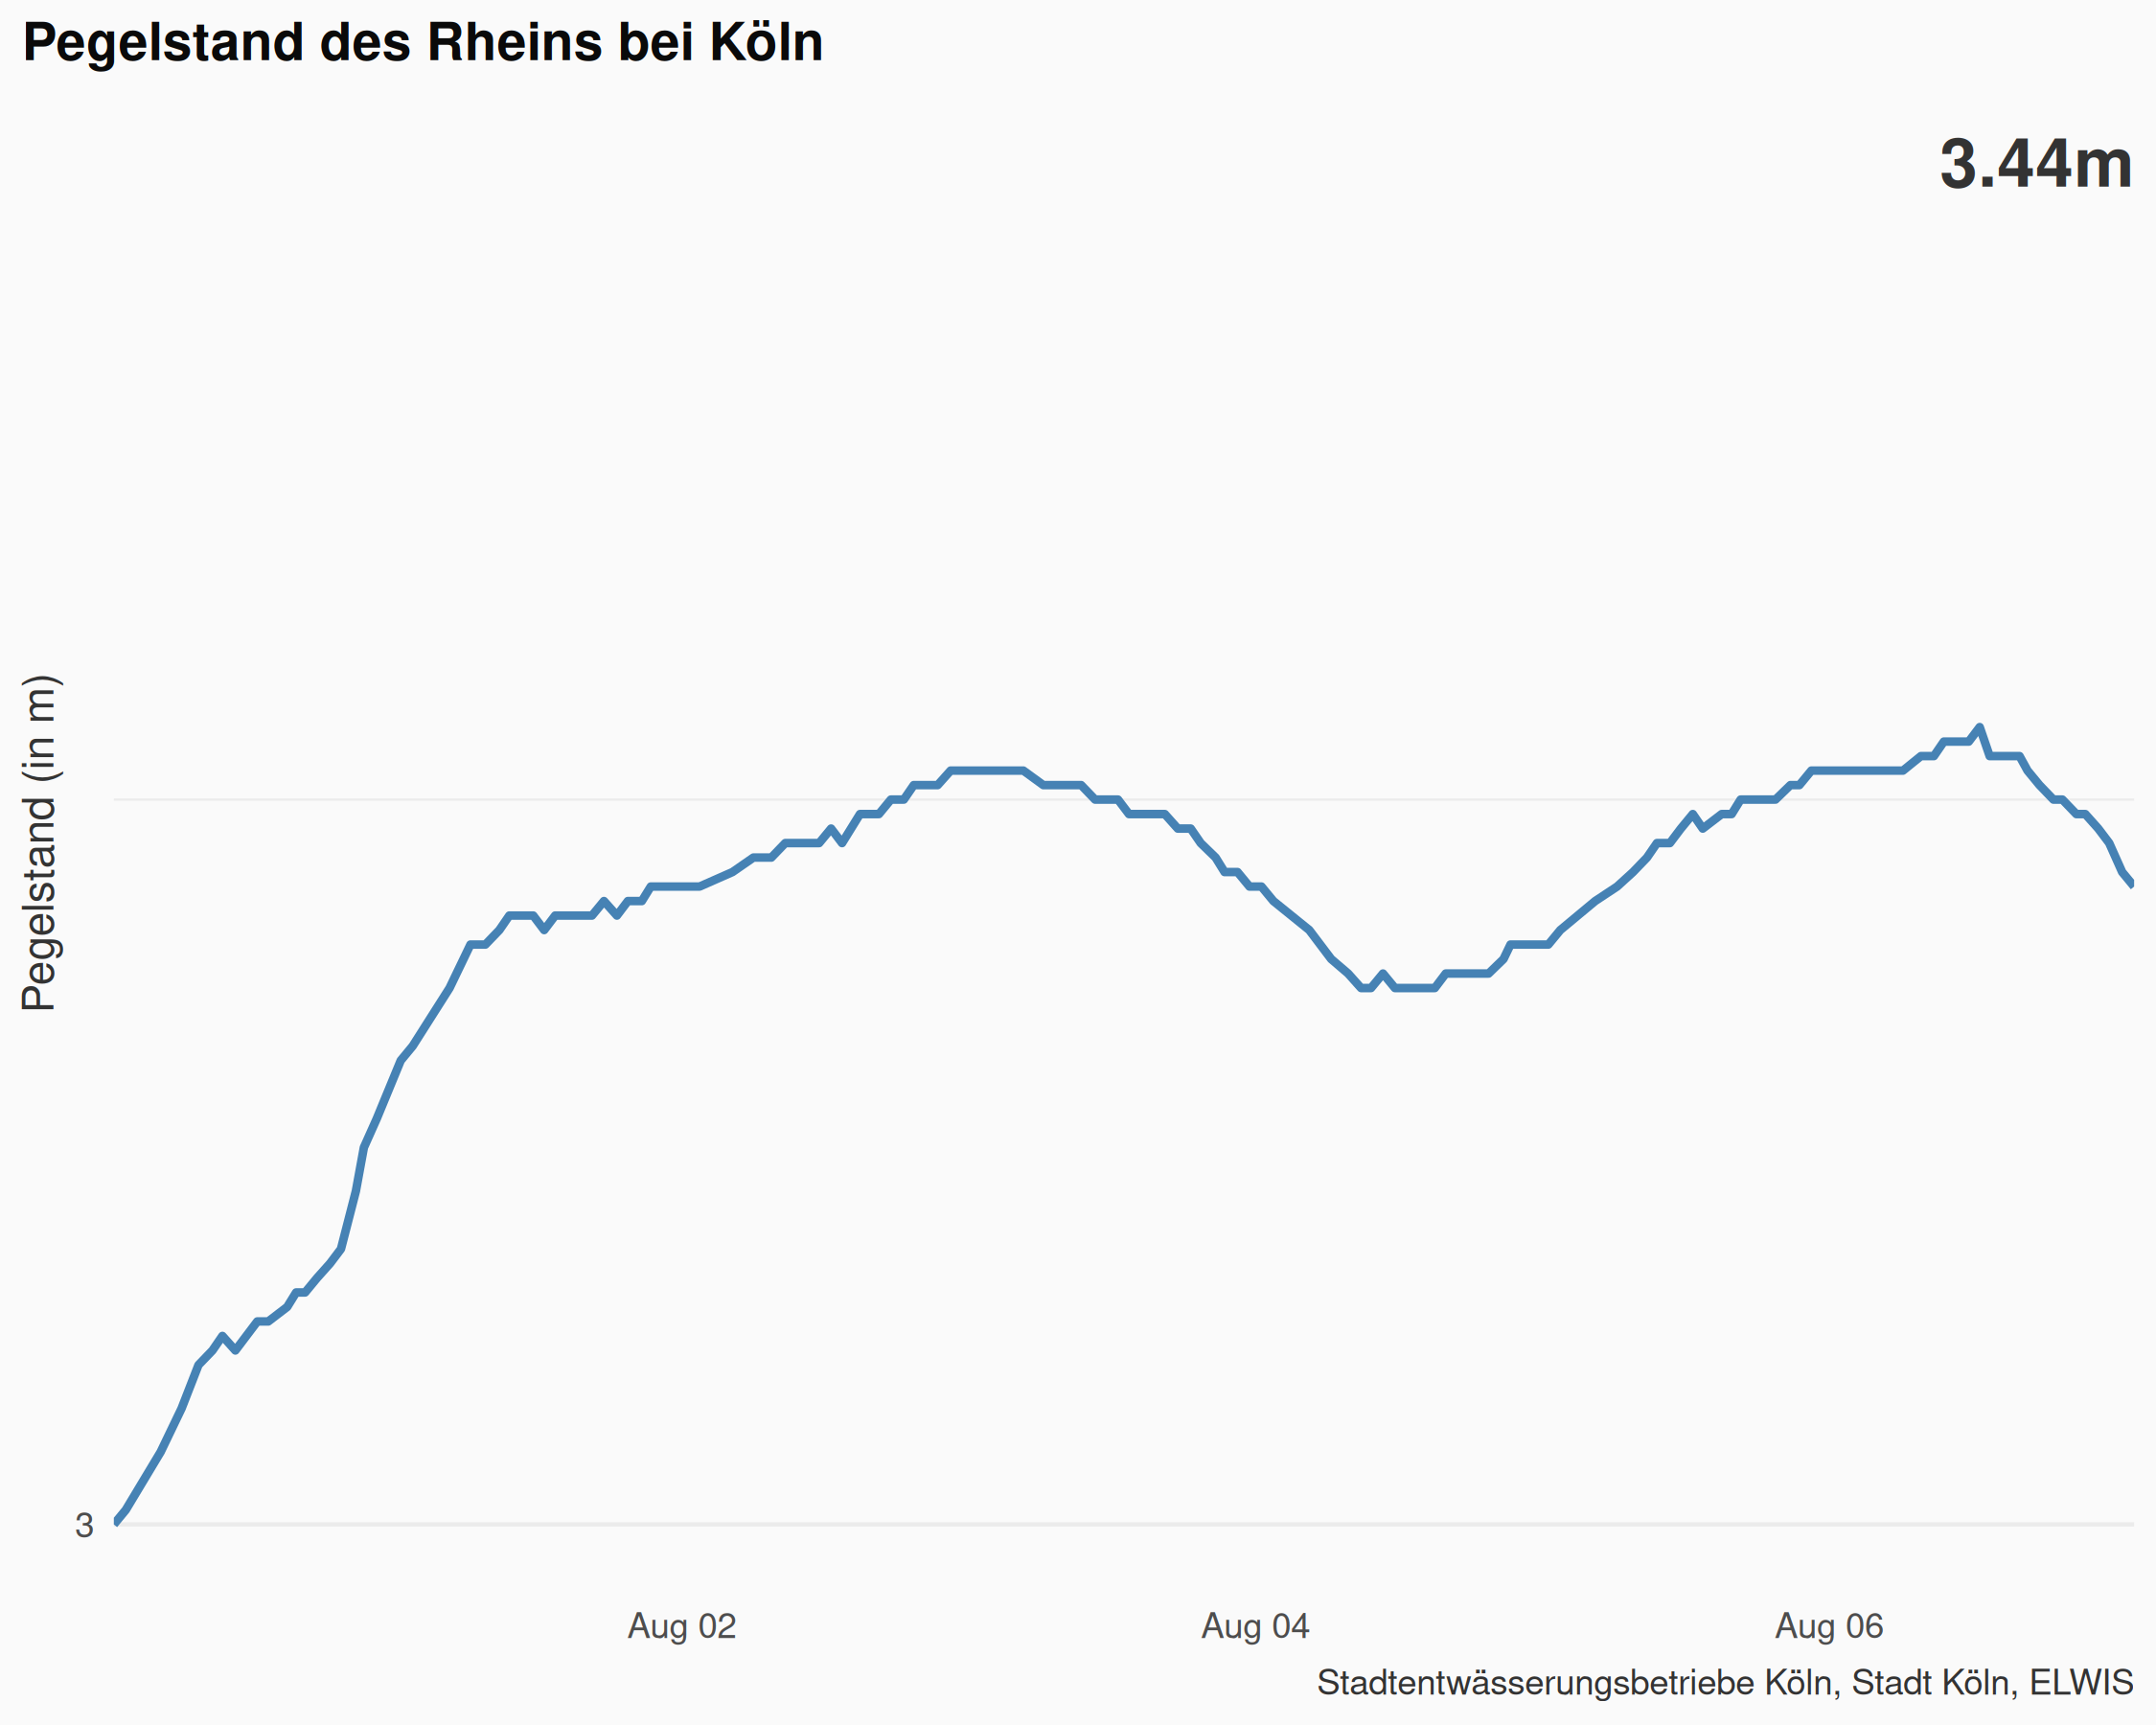 Pegelstand des Rheins bei Köln
3.44m
Pegelstand (in m)
3
Aug 02
Aug 04
Aug 06
Stadtentwässerungsbetriebe Köln, Stadt Köln, ELWIS